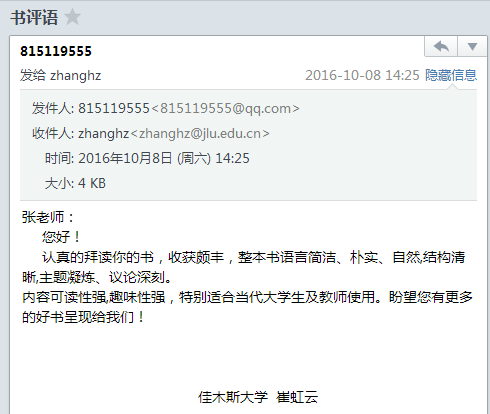 书评语
815119555
发给 zhanghz 2016-10-08 14:25 隐藏信息
发件人: 815119555<815119555@qq.com>
收件人: zhanghz<zhanghz@jlu.edu.cn>
时间: 2016年10月8日 (周六) 14:25
大小: 4 KB
张老师：
您好！
认真的拜读你的书，收获颇丰，整本书语言简洁、朴实、自然,结构清
晰,主题凝炼、议论深刻。
内容可读性强,趣味性强，特别适合当代大学生及教师使用。盼望您有更多
的好书呈现给我们！
佳木斯大学 崔虹云